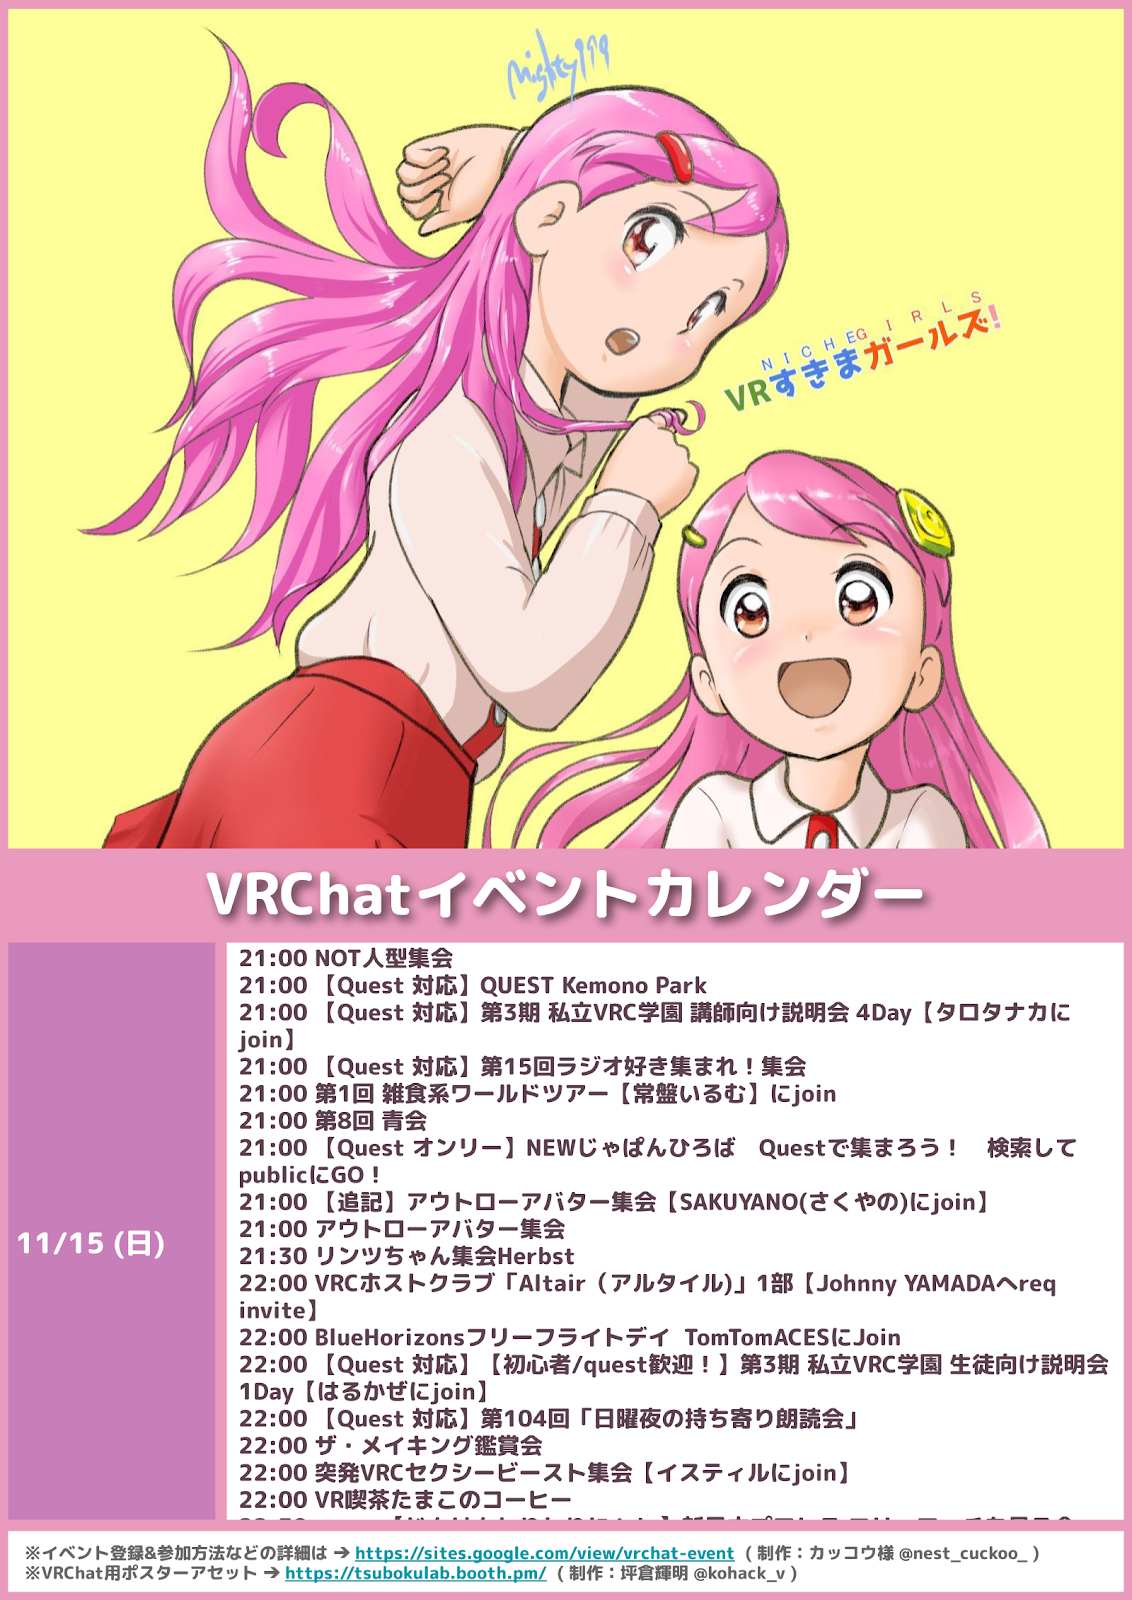 mighty199
NICHE GIRLS
VRすきまガールズ!
VRChatイベントカレンダー
11/15 (日)
21:00 NOT人型集会
21:00 【Quest 対応】QUEST Kemono Park
21:00 【Quest 対応】第3期 私立VRC学園 講師向け説明会 4Day【タロタナカに
join】
21:00 【Quest 対応】第15回ラジオ好き集まれ！集会
21:00 第1回 雑食系ワールドツアー【常盤いるむ】にjoin
21:00 第8回 青会
21:00 【Quest オンリー】NEWじゃぱんひろば　Questで集まろう！　検索して
publicにGO！
21:00 【追記】アウトローアバター集会【SAKUYANO(さくやの)にjoin】
21:00 アウトローアバター集会
21:30 リンツちゃん集会Herbst
22:00 VRCホストクラブ「Altair（アルタイル)」1部【Johnny YAMADAへreq
invite】
22:00 BlueHorizonsフリーフライトデイ TomTomACESにJoin
22:00 【Quest 対応】【初心者/quest歓迎！】第3期 私立VRC学園 生徒向け説明会
1Day【はるかぜにjoin】
22:00 【Quest 対応】第104回「日曜夜の持ち寄り朗読会」
22:00 ザ・メイキング鑑賞会
22:00 突発VRCセクシービースト集会【イスティルにjoin】
22:00 VR喫茶たまこのコーヒー
※イベント登録&参加方法などの詳細は → https://sites.google.com/view/vrchat-event ( 制作：カッコウ様 @nest_cuckoo_ )
※VRChat用ポスターアセット → https://tsubokulab.booth.pm/ ( 制作：坪倉輝明 @kohack_v )